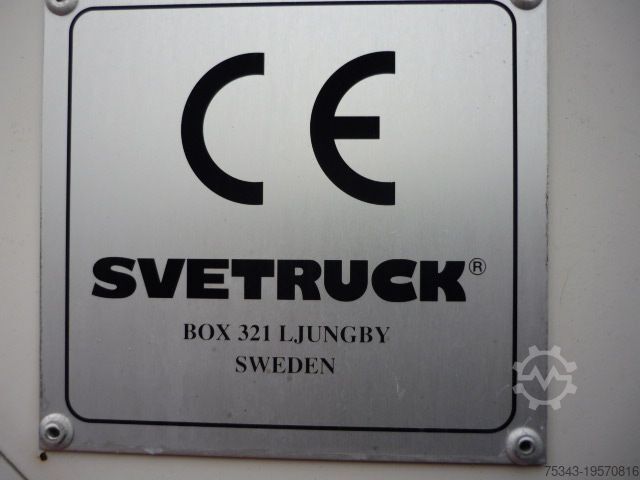 CE
SVETRUCK®
BOX 321 LJUNGBY
SWEDEN
75343-19570816